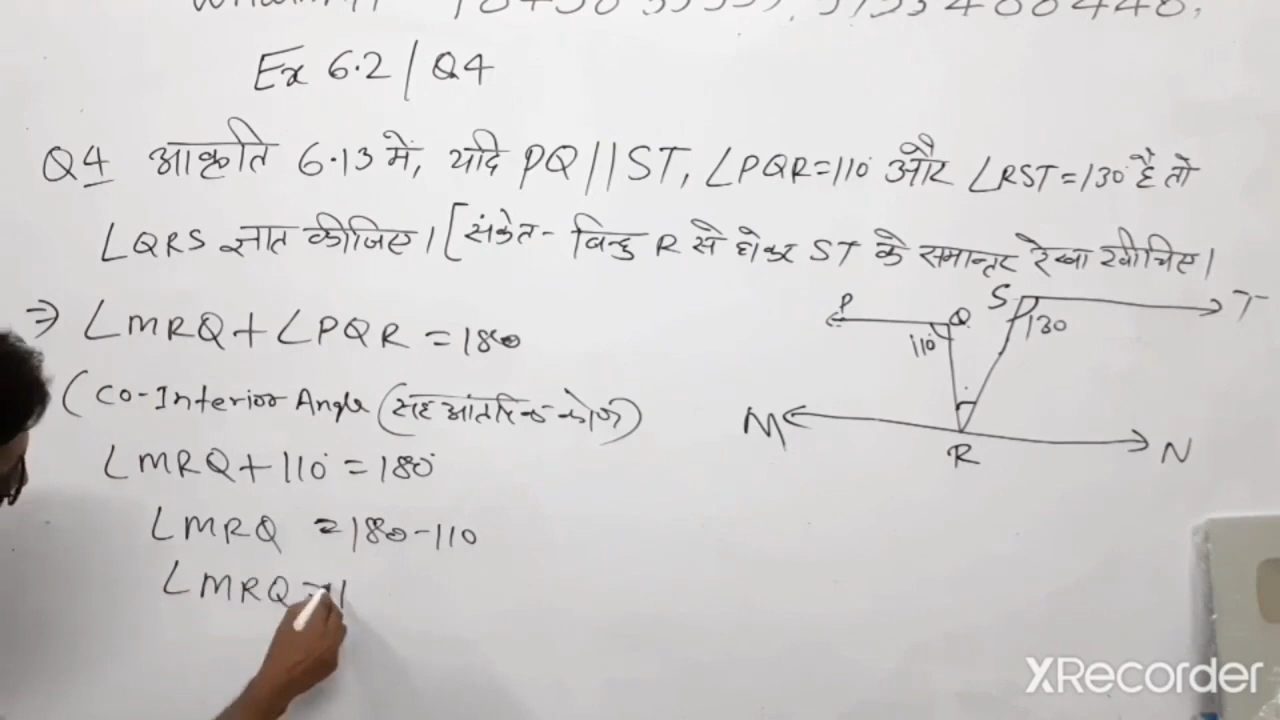 Ex 6.2 / Q4
Q4 आकृति 6.13 में, यदि PQ||ST, ∠PQR=110° और ∠RST=130° है तो
∠QRS ज्ञात कीजिए। [संकेत- बिन्दु R से होकर ST के समान्तर रेखा खीचिए।
⇒ ∠MRQ + ∠PQR = 180
(Co-Interior Angle (सह आंतरिक कोण)
∠MRQ + 110° = 180°
∠MRQ = 180-110
∠MRQ =
P Q S T
110° 130
M R N
XRecorder